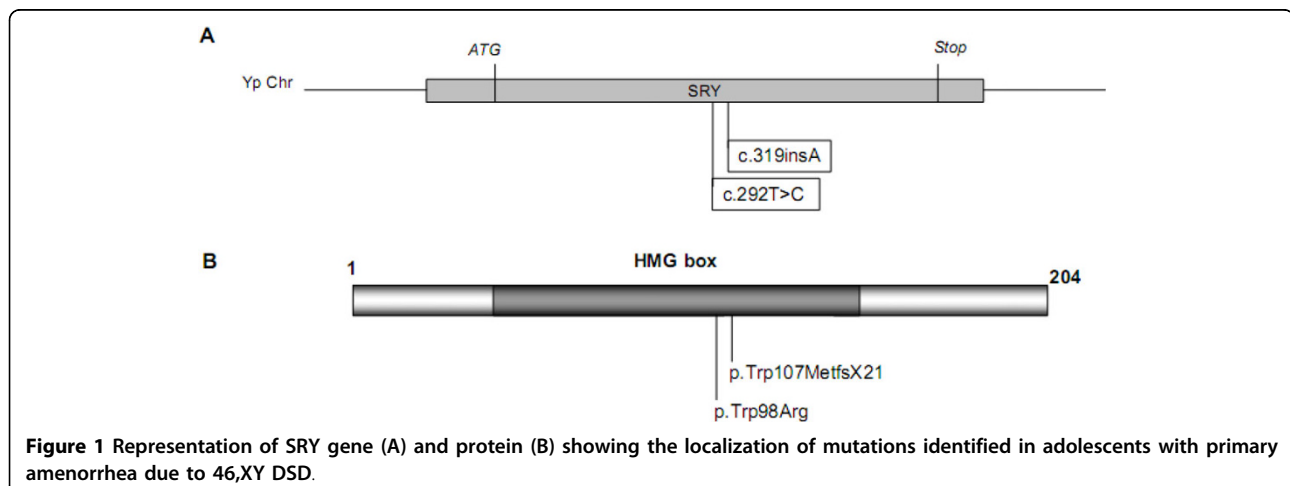 A
ATG
Stop
Yp Chr
SRY
c.319insA
c.292T>C
B
1
HMG box
204
p.Trp107MetfsX21
p.Trp98Arg
Figure 1 Representation of SRY gene (A) and protein (B) showing the localization of mutations identified in adolescents with primary
amenorrhea due to 46,XY DSD.